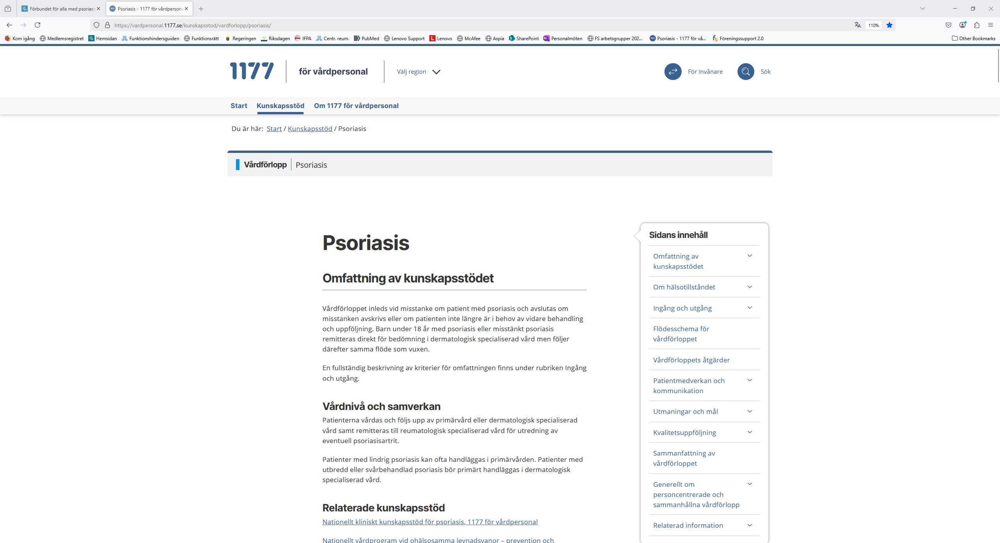 Förbundet för alla med psoriasi
Psoriasis - 1177 för vårdpersona
https://vardpersonal.1177.se/kunskapsstod/vardforlopp/psoriasis/
110%
Kom igång
Medlemsregistret
Hemsidan
Funktionshindersguiden
Funktionsrätt
Regeringen
Riksdagen
IFPA
Centr. reum.
PubMed
Lenovo Support
Lenovo
McAfee
Aspia
SharePoint
Personalmöten
FS arbetsgrupper 202...
Psoriasis - 1177 för vå...
Föreningssupport 2.0
Other Bookmarks
1177
för vårdpersonal
Välj region
För invånare
Sök
Start
Kunskapsstöd
Om 1177 för vårdpersonal
Du är här: Start / Kunskapsstöd / Psoriasis
Vårdförlopp
Psoriasis
Psoriasis
Omfattning av kunskapsstödet
Vårdförloppet inleds vid misstanke om patient med psoriasis och avslutas om
misstanken avskrivs eller om patienten inte längre är i behov av vidare behandling
och uppföljning. Barn under 18 år med psoriasis eller misstänkt psoriasis
remitteras direkt för bedömning i dermatologisk specialiserad vård men följer
därefter samma flöde som vuxen.
En fullständig beskrivning av kriterier för omfattningen finns under rubriken Ingång
och utgång.
Vårdnivå och samverkan
Patienterna vårdas och följs upp av primärvård eller dermatologisk specialiserad
vård samt remitteras till reumatologisk specialiserad vård för utredning av
eventuell psoriasisartrit.
Patienter med lindrig psoriasis kan ofta handläggas i primärvården. Patienter med
utbredd eller svårbehandlad psoriasis bör primärt handläggas i dermatologisk
specialiserad vård.
Relaterade kunskapsstöd
Nationellt kliniskt kunskapsstöd för psoriasis, 1177 för vårdpersonal
Nationellt vårdprogram vid ohälsosamma levnadsvanor – prevention och
Sidans innehåll
Omfattning av
kunskapsstödet
Om hälsotillståndet
Ingång och utgång
Flödesschema för
vårdförloppet
Vårdförloppets åtgärder
Patientmedverkan och
kommunikation
Utmaningar och mål
Kvalitetsuppföljning
Sammanfattning av
vårdförloppet
Generellt om
personcentrerade och
sammanhållna vårdförlopp
Relaterad information